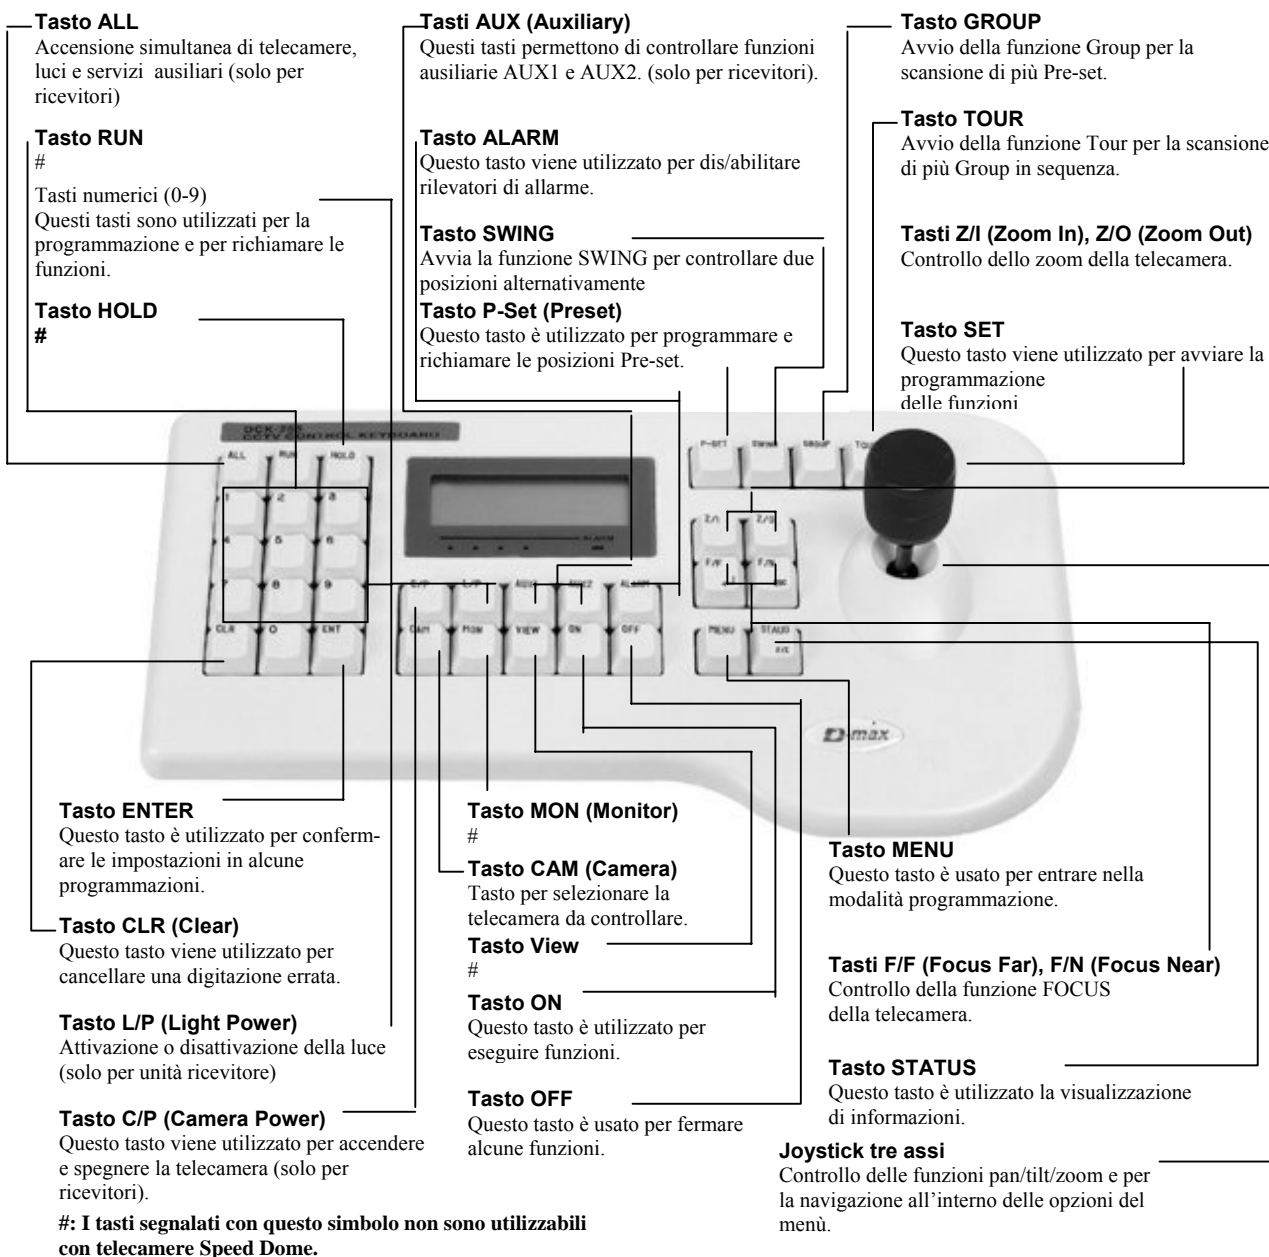 Tasto ALL
Accensione simultanea di telecamere,
luci e servizi ausiliari (solo per
ricevitori)
Tasto RUN
#
Tasti numerici (0-9)
Questi tasti sono utilizzati per la
programmazione e per richiamare le
funzioni.
Tasto HOLD
#
Tasti AUX (Auxiliary)
Questi tasti permettono di controllare funzioni
ausiliarie AUX1 e AUX2. (solo per ricevitori).
Tasto ALARM
Questo tasto viene utilizzato per dis/abilitare
rilevatori di allarme.
Tasto SWING
Avvia la funzione SWING per controllare due
posizioni alternativamente
Tasto P-Set (Preset)
Questo tasto è utilizzato per programmare e
richiamare le posizioni Pre-set.
Tasto GROUP
Avvio della funzione Group per la
scansione di più Pre-set.
Tasto TOUR
Avvio della funzione Tour per la scansione
di più Group in sequenza.
Tasti Z/I (Zoom In), Z/O (Zoom Out)
Controllo dello zoom della telecamera.
Tasto SET
Questo tasto viene utilizzato per avviare la
programmazione
delle funzioni
CCTV CONTROL KEYBOARD
ALL RUN HOLD
1 2 3
4 5 6
7 8 9
CLR 0 ENT
ALARM
C/P L/P AUX1 AUX2 ALARM
CAM MON VIEW ON OFF
P-SET SWING GROUP TOU
Z/I Z/O
F/F F/N
MENU
D-max
Tasto ENTER
Questo tasto è utilizzato per conferm-
are le impostazioni in alcune
programmazioni.
Tasto CLR (Clear)
Questo tasto viene utilizzato per
cancellare una digitazione errata.
Tasto L/P (Light Power)
Attivazione o disattivazione della luce
(solo per unità ricevitore)
Tasto C/P (Camera Power)
Questo tasto viene utilizzato per accendere
e spegnere la telecamera (solo per
ricevitori).
#: I tasti segnalati con questo simbolo non sono utilizzabili
con telecamere Speed Dome.
Tasto MON (Monitor)
#
Tasto CAM (Camera)
Tasto per selezionare la
telecamera da controllare.
Tasto View
#
Tasto ON
Questo tasto è utilizzato per
eseguire funzioni.
Tasto OFF
Questo tasto è usato per fermare
alcune funzioni.
Tasto MENU
Questo tasto è usato per entrare nella
modalità programmazione.
Tasti F/F (Focus Far), F/N (Focus Near)
Controllo della funzione FOCUS
della telecamera.
Tasto STATUS
Questo tasto è utilizzato la visualizzazione
di informazioni.
Joystick tre assi
Controllo delle funzioni pan/tilt/zoom e per
la navigazione all'interno delle opzioni del
menù.